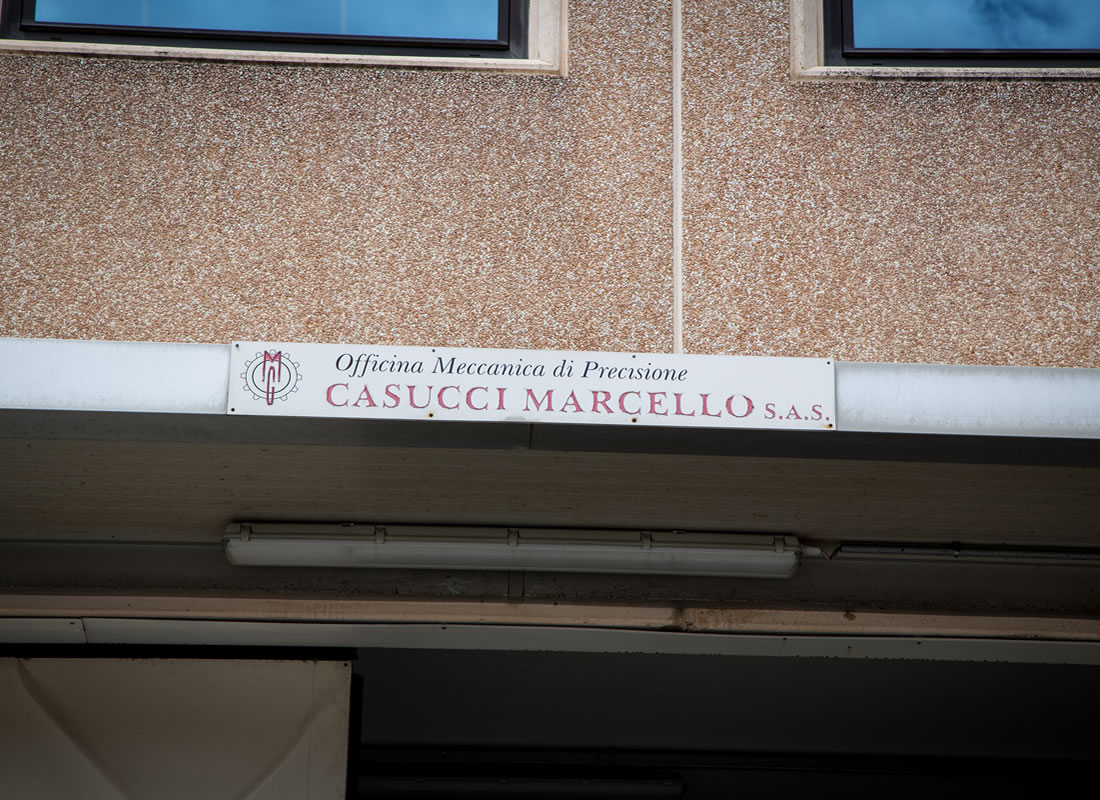 Officina Meccanica di Precisione
CASUCCI MARCELLO S.A.S.